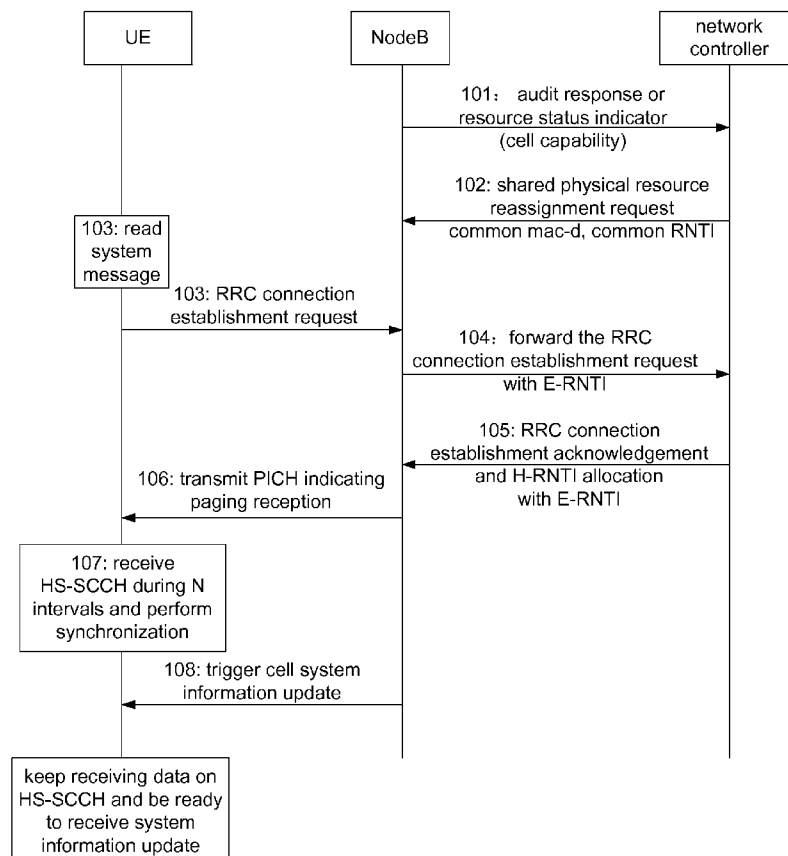 UE
NodeB
network
controller
101： audit response or
resource status indicator
(cell capability)
102: shared physical resource
reassignment request
common mac-d, common RNTI
103: read
system
message
103: RRC connection
establishment request
104：forward the RRC
connection establishment request
with E-RNTI
105: RRC connection
establishment acknowledgement
and H-RNTI allocation
with E-RNTI
106: transmit PICH indicating
paging reception
107: receive
HS-SCCH during N
intervals and perform
synchronization
108: trigger cell system
information update
keep receiving data on
HS-SCCH and be ready
to receive system
information update